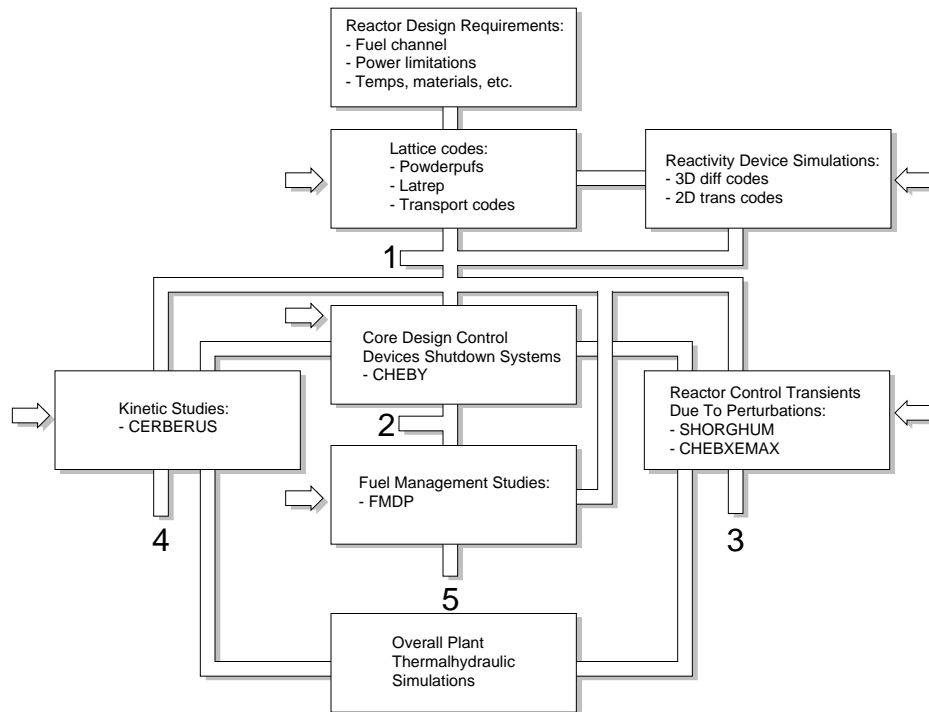 Reactor Design Requirements:
- Fuel channel
- Power limitations
- Temps, materials, etc.
Lattice codes:
- Powderpufs
- Latrep
- Transport codes
Reactivity Device Simulations:
- 3D diff codes
- 2D trans codes
1
Core Design Control
Devices Shutdown Systems
- CHEBY
Kinetic Studies:
- CERBERUS
Reactor Control Transients
Due To Perturbations:
- SHORGHUM
- CHEBXEMAX
2
Fuel Management Studies:
- FMDP
4
3
5
Overall Plant
Thermalhydraulic
Simulations